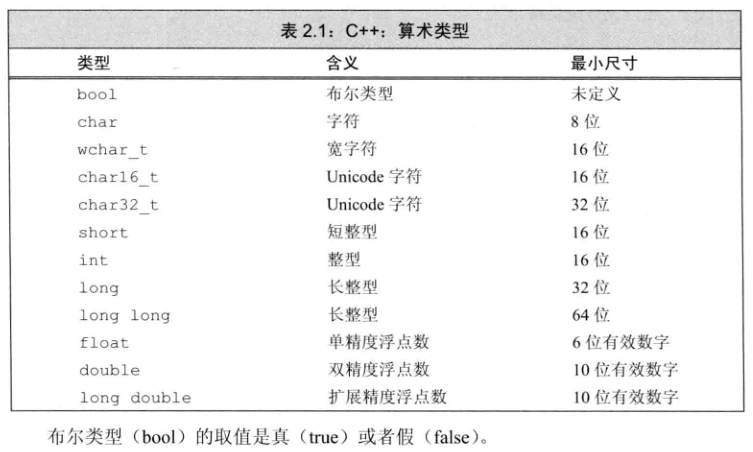 表 2.1：C++：算术类型
类型 含义 最小尺寸
bool 布尔类型 未定义
char 字符 8 位
wchar_t 宽字符 16 位
char16_t Unicode 字符 16 位
char32_t Unicode 字符 32 位
short 短整型 16 位
int 整型 16 位
long 长整型 32 位
long long 长整型 64 位
float 单精度浮点数 6 位有效数字
double 双精度浮点数 10 位有效数字
long double 扩展精度浮点数 10 位有效数字
布尔类型（bool）的取值是真（true）或者假（false）。